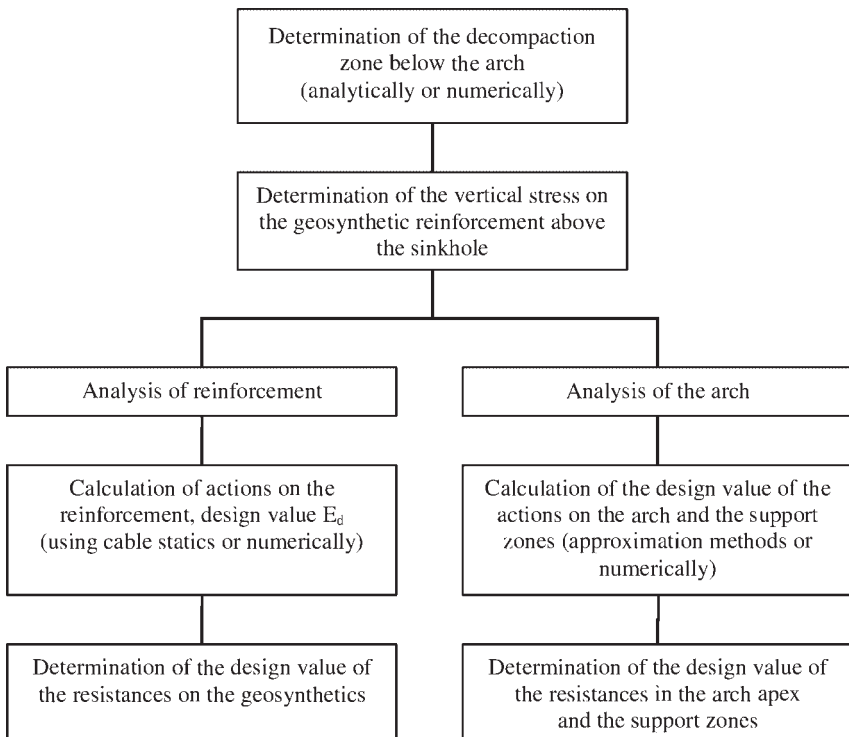 Determination of the decompaction
zone below the arch
(analytically or numerically)
Determination of the vertical stress on
the geosynthetic reinforcement above
the sinkhole
Analysis of reinforcement
Analysis of the arch
Calculation of actions on the
reinforcement, design value E_d
(using cable statics or numerically)
Calculation of the design value of the
actions on the arch and the support
zones (approximation methods or
numerically)
Determination of the design value of
the resistances on the geosynthetics
Determination of the design value of
the resistances in the arch apex
and the support zones